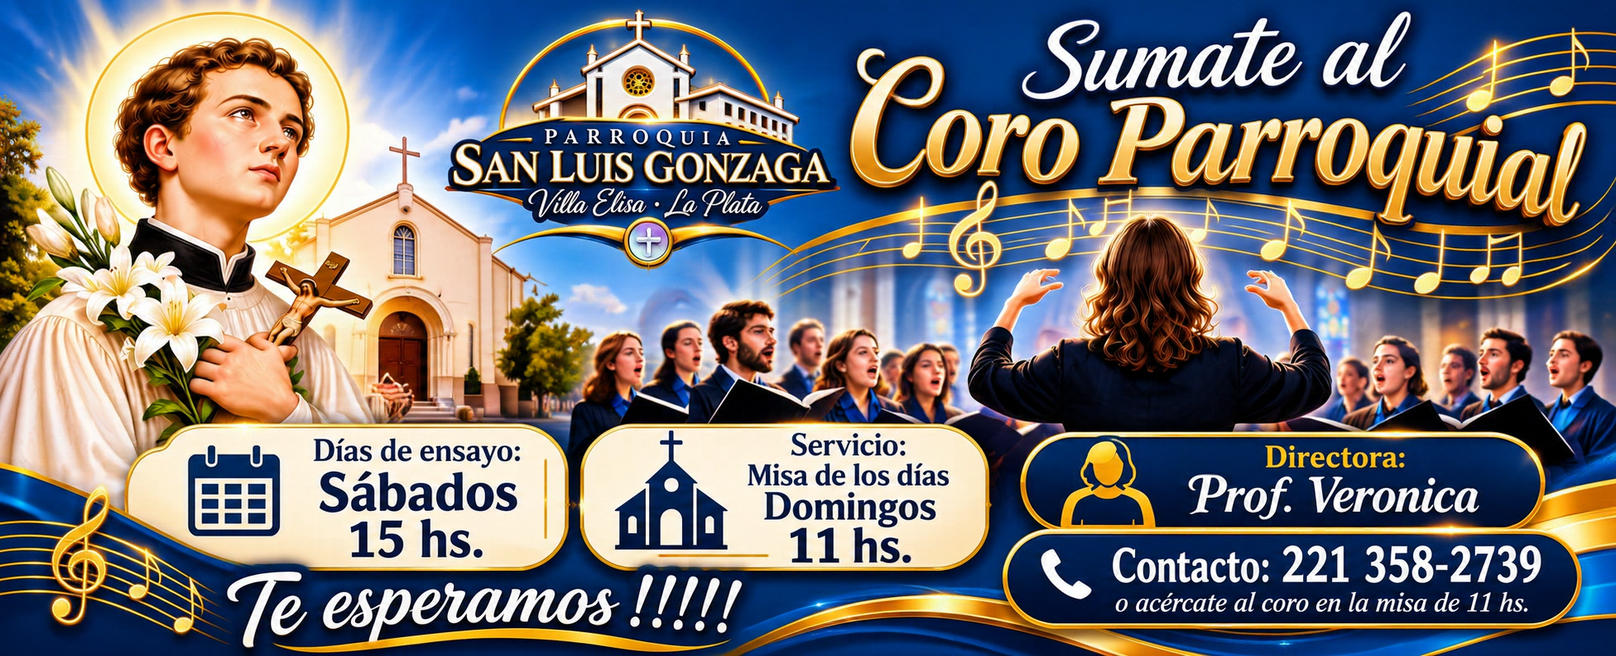 PARROQUIA
SAN LUIS GONZAGA
Villa Elisa · La Plata
Sumate al
Coro Parroquial
Días de ensayo:
Sábados
15 hs.
Servicio:
Misa de los días
Domingos
11 hs.
Directora:
Prof. Veronica
Contacto: 221 358-2739
o acércate al coro en la misa de 11 hs.
Te esperamos !!!!!